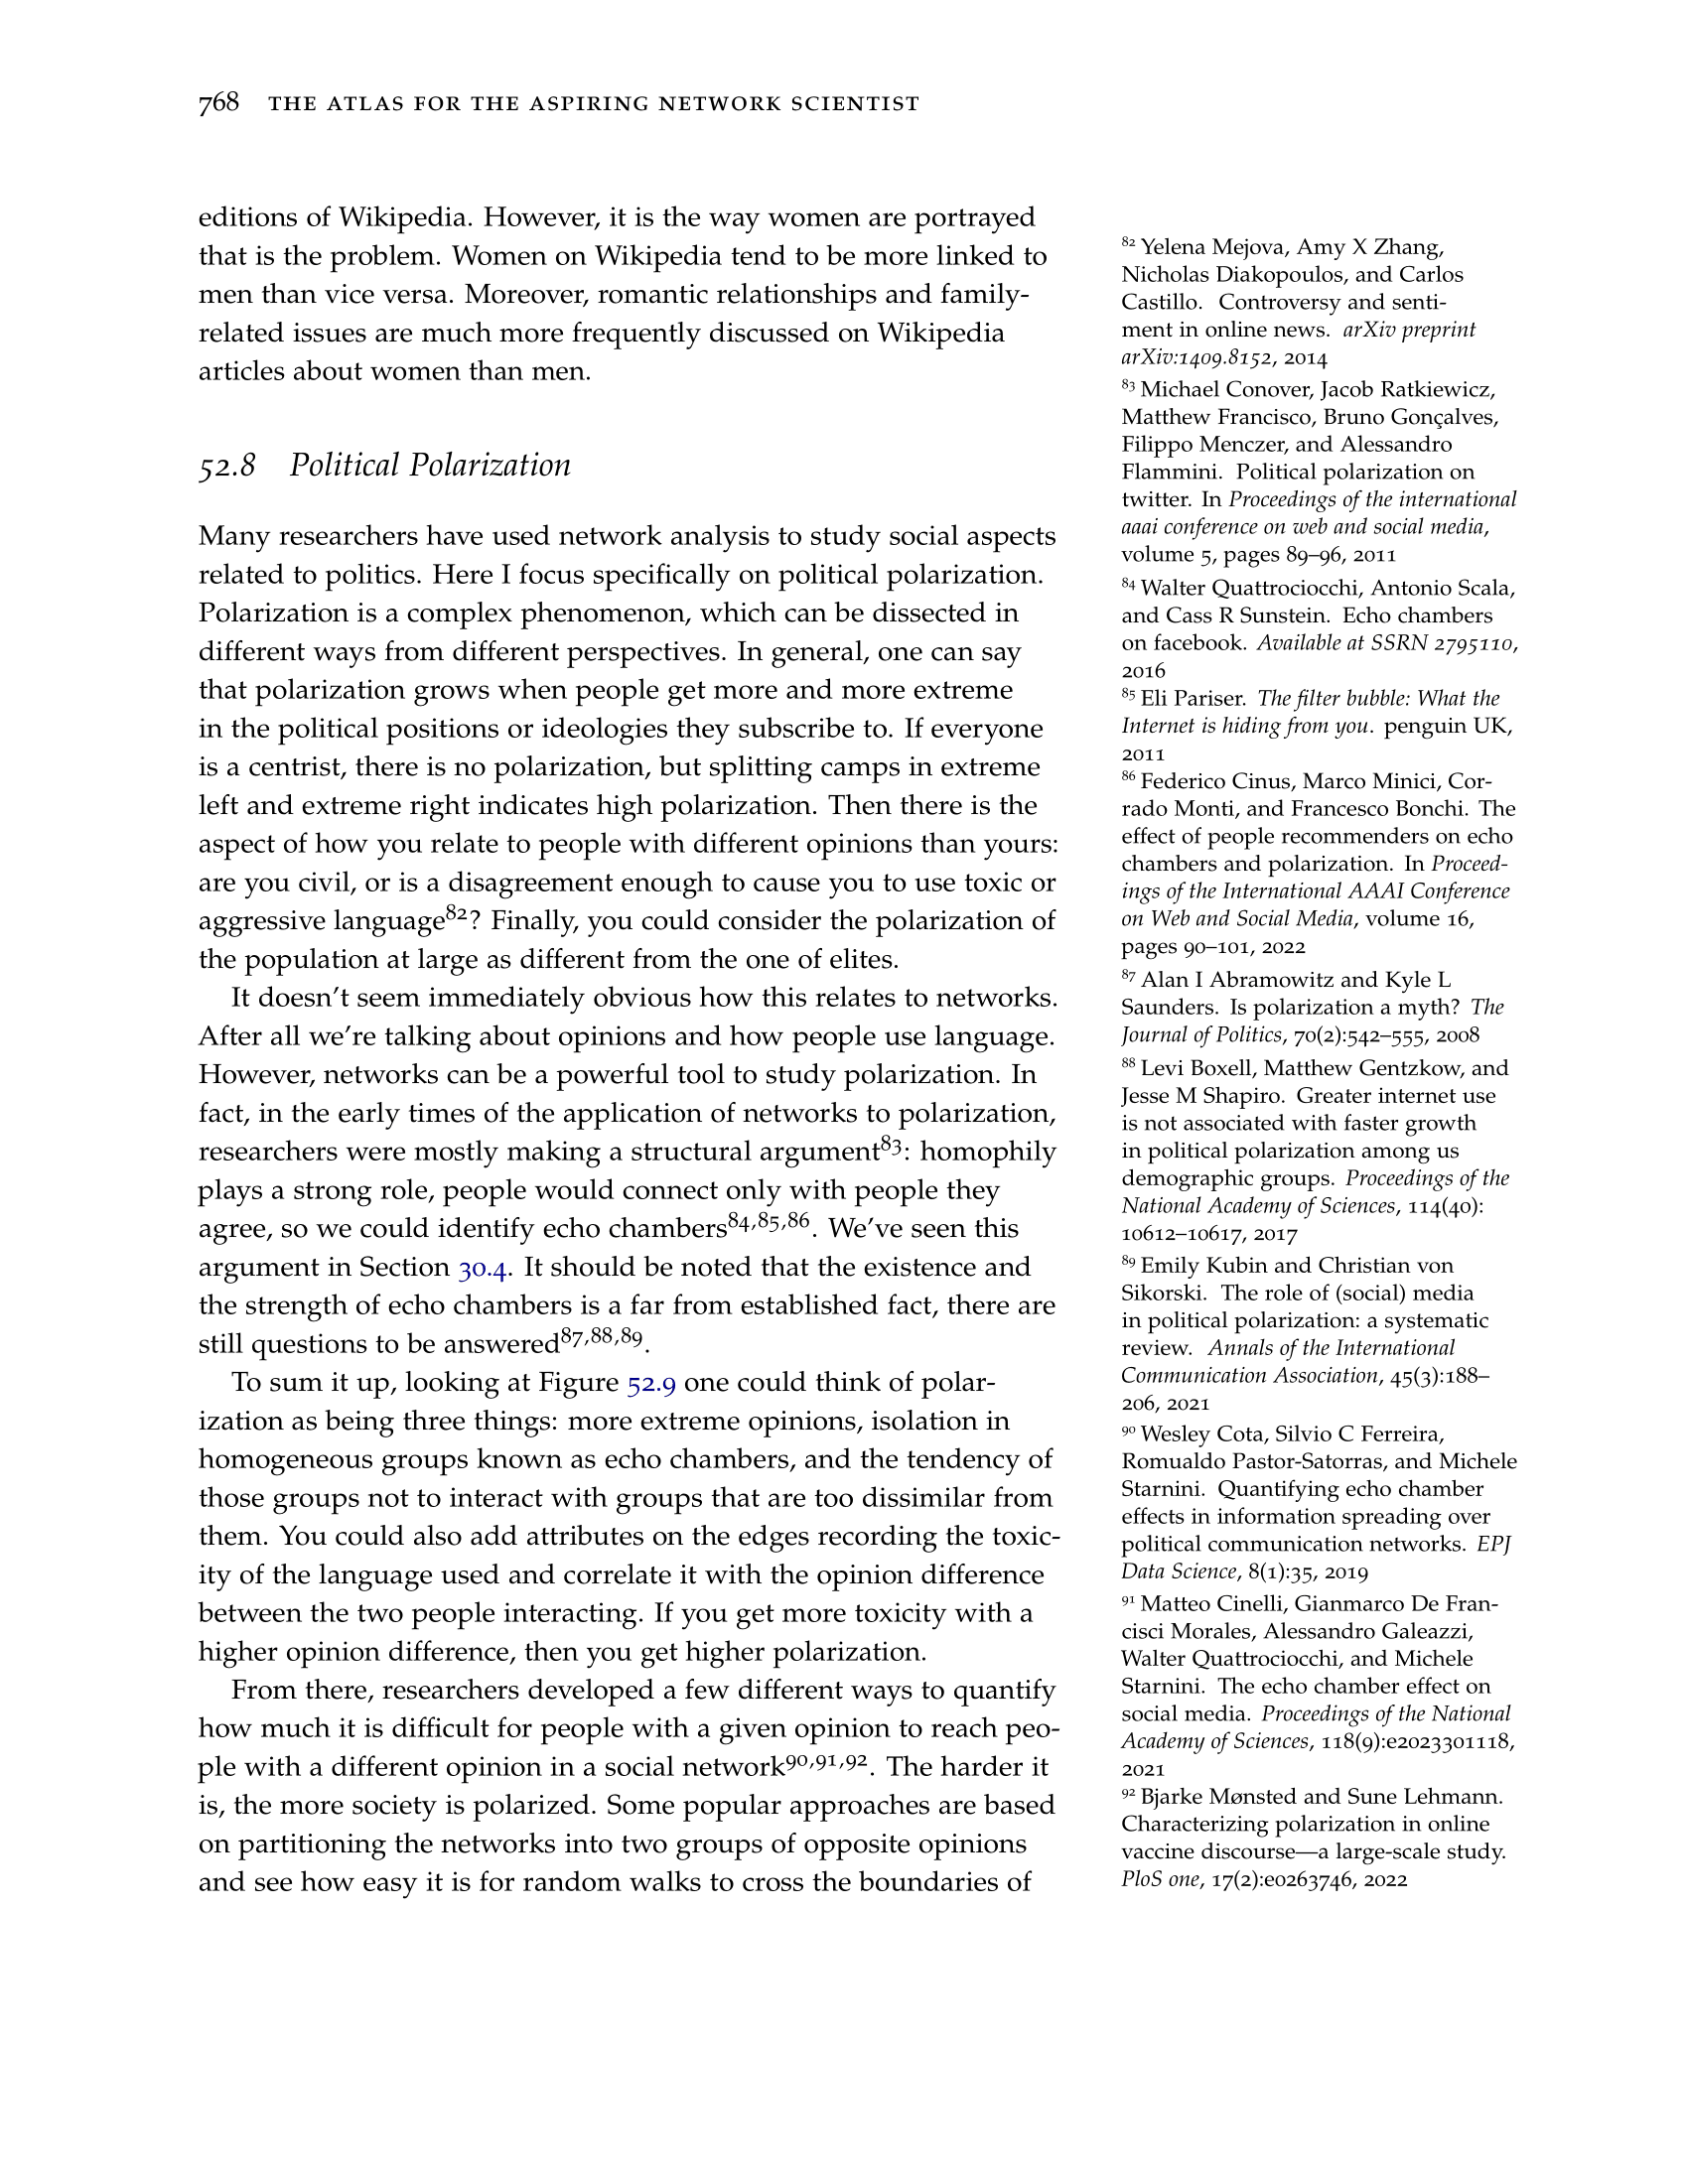 768 THE ATLAS FOR THE ASPIRING NETWORK SCIENTIST
editions of Wikipedia. However, it is the way women are portrayed
that is the problem. Women on Wikipedia tend to be more linked to
men than vice versa. Moreover, romantic relationships and family-
related issues are much more frequently discussed on Wikipedia
articles about women than men.
52.8 Political Polarization
Many researchers have used network analysis to study social aspects
related to politics. Here I focus specifically on political polarization.
Polarization is a complex phenomenon, which can be dissected in
different ways from different perspectives. In general, one can say
that polarization grows when people get more and more extreme
in the political positions or ideologies they subscribe to. If everyone
is a centrist, there is no polarization, but splitting camps in extreme
left and extreme right indicates high polarization. Then there is the
aspect of how you relate to people with different opinions than yours:
are you civil, or is a disagreement enough to cause you to use toxic or
aggressive language82? Finally, you could consider the polarization of
the population at large as different from the one of elites.
It doesn't seem immediately obvious how this relates to networks.
After all we're talking about opinions and how people use language.
However, networks can be a powerful tool to study polarization. In
fact, in the early times of the application of networks to polarization,
researchers were mostly making a structural argument83: homophily
plays a strong role, people would connect only with people they
agree, so we could identify echo chambers84,85,86. We've seen this
argument in Section 30.4. It should be noted that the existence and
the strength of echo chambers is a far from established fact, there are
still questions to be answered87,88,89.
To sum it up, looking at Figure 52.9 one could think of polar-
ization as being three things: more extreme opinions, isolation in
homogeneous groups known as echo chambers, and the tendency of
those groups not to interact with groups that are too dissimilar from
them. You could also add attributes on the edges recording the toxic-
ity of the language used and correlate it with the opinion difference
between the two people interacting. If you get more toxicity with a
higher opinion difference, then you get higher polarization.
From there, researchers developed a few different ways to quantify
how much it is difficult for people with a given opinion to reach peo-
ple with a different opinion in a social network90,91,92. The harder it
is, the more society is polarized. Some popular approaches are based
on partitioning the networks into two groups of opposite opinions
and see how easy it is for random walks to cross the boundaries of
82 Yelena Mejova, Amy X Zhang,
Nicholas Diakopoulos, and Carlos
Castillo. Controversy and senti-
ment in online news. arXiv preprint
arXiv:1409.8152, 2014
83 Michael Conover, Jacob Ratkiewicz,
Matthew Francisco, Bruno Gonçalves,
Filippo Menczer, and Alessandro
Flammini. Political polarization on
twitter. In Proceedings of the international
aaai conference on web and social media,
volume 5, pages 89–96, 2011
84 Walter Quattrociocchi, Antonio Scala,
and Cass R Sunstein. Echo chambers
on facebook. Available at SSRN 2795110,
2016
85 Eli Pariser. The filter bubble: What the
Internet is hiding from you. penguin UK,
2011
86 Federico Cinus, Marco Minici, Cor-
rado Monti, and Francesco Bonchi. The
effect of people recommenders on echo
chambers and polarization. In Proceed-
ings of the International AAAI Conference
on Web and Social Media, volume 16,
pages 90–101, 2022
87 Alan I Abramowitz and Kyle L
Saunders. Is polarization a myth? The
Journal of Politics, 70(2):542–555, 2008
88 Levi Boxell, Matthew Gentzkow, and
Jesse M Shapiro. Greater internet use
is not associated with faster growth
in political polarization among us
demographic groups. Proceedings of the
National Academy of Sciences, 114(40):
10612–10617, 2017
89 Emily Kubin and Christian von
Sikorski. The role of (social) media
in political polarization: a systematic
review. Annals of the International
Communication Association, 45(3):188–
206, 2021
90 Wesley Cota, Silvio C Ferreira,
Romualdo Pastor-Satorras, and Michele
Starnini. Quantifying echo chamber
effects in information spreading over
political communication networks. EPJ
Data Science, 8(1):35, 2019
91 Matteo Cinelli, Gianmarco De Fran-
cisci Morales, Alessandro Galeazzi,
Walter Quattrociocchi, and Michele
Starnini. The echo chamber effect on
social media. Proceedings of the National
Academy of Sciences, 118(9):e2023301118,
2021
92 Bjarke Mønsted and Sune Lehmann.
Characterizing polarization in online
vaccine discourse—a large-scale study.
PloS one, 17(2):e0263746, 2022